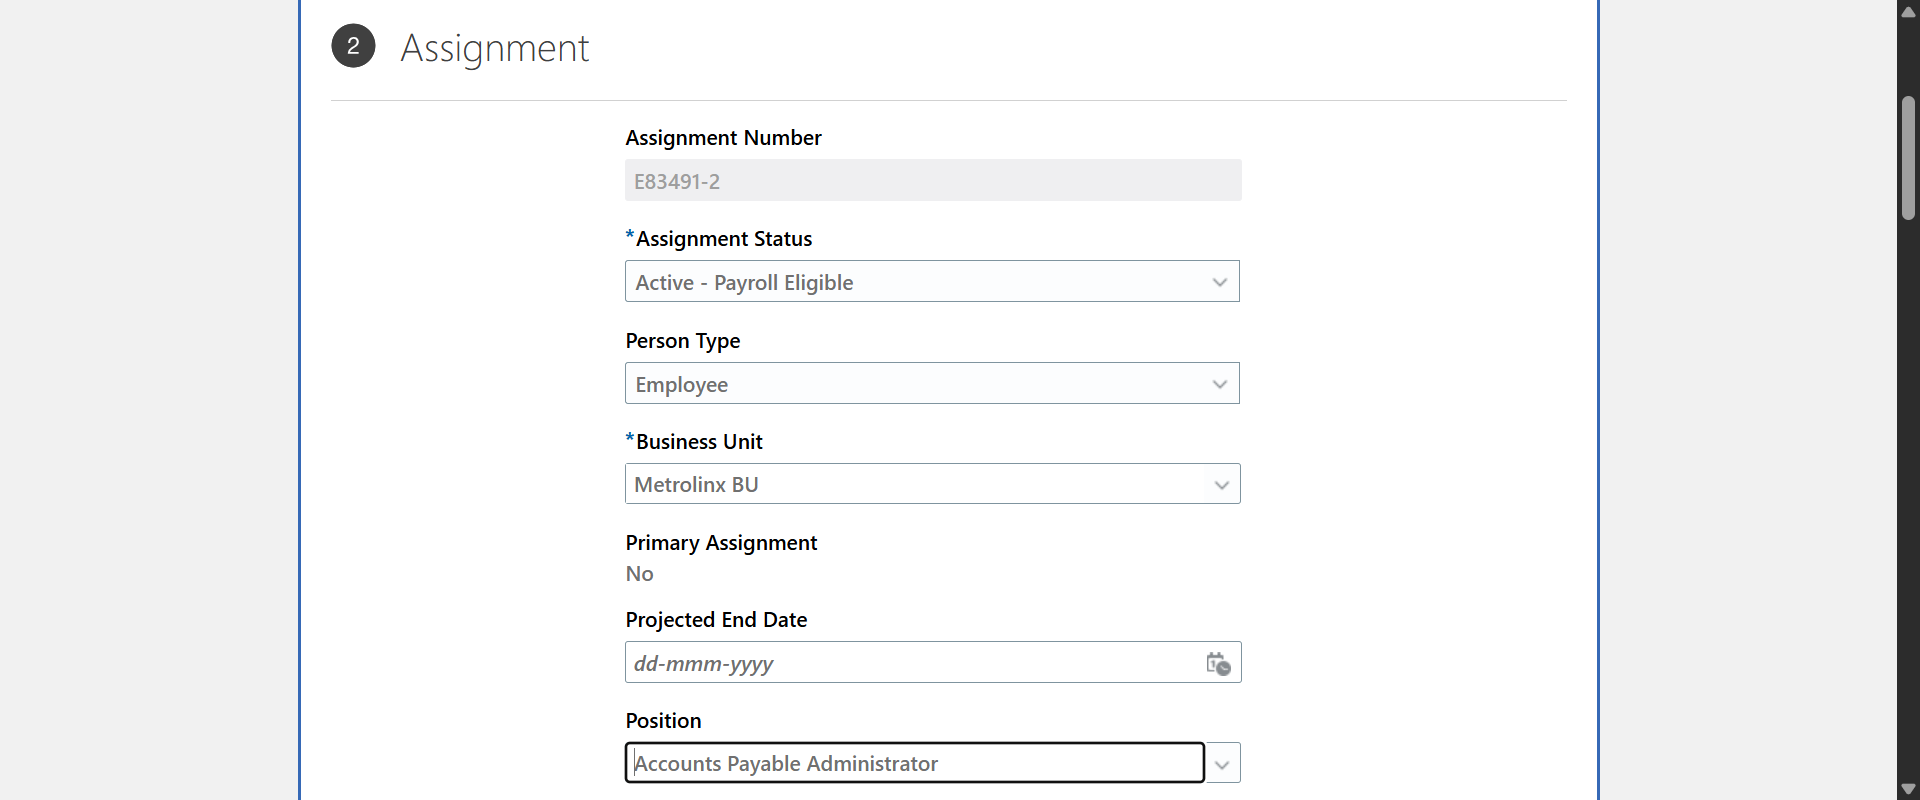 2 Assignment
Assignment Number
E83491-2
*Assignment Status
Active - Payroll Eligible
Person Type
Employee
*Business Unit
Metrolinx BU
Primary Assignment
No
Projected End Date
dd-mmm-yyyy
Position
Accounts Payable Administrator